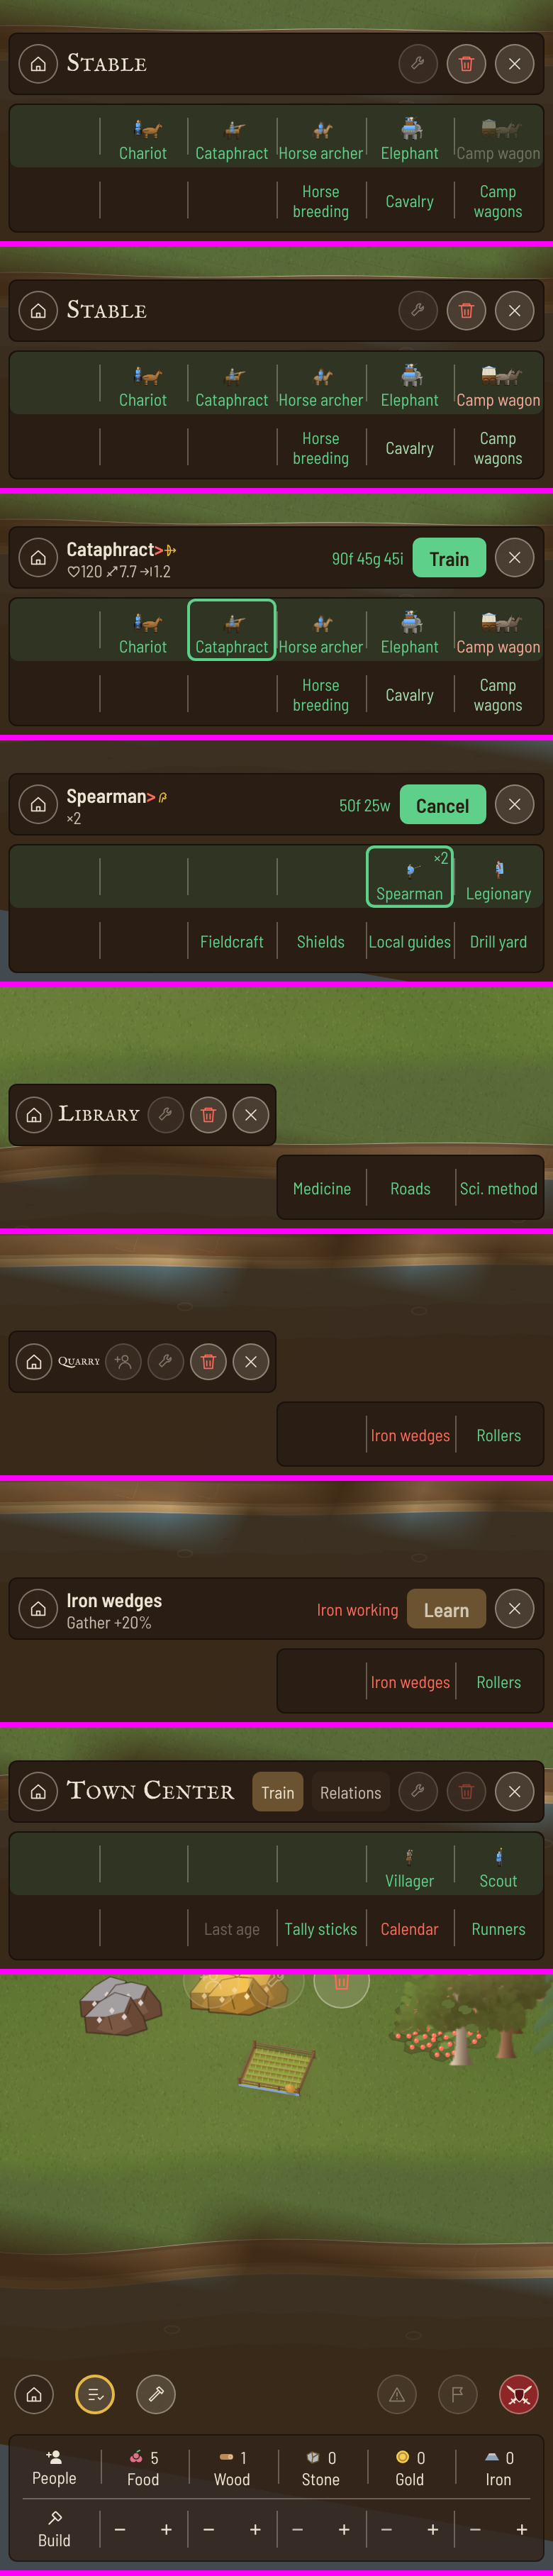 Stable
Chariot Cataphract Horse archer Elephant Camp wagon
Horse breeding Cavalry Camp wagons
Stable
Chariot Cataphract Horse archer Elephant Camp wagon
Horse breeding Cavalry Camp wagons
Cataphract> 90f 45g 45i Train
120 7.7 1.2
Chariot Cataphract Horse archer Elephant Camp wagon
Horse breeding Cavalry Camp wagons
Spearman> 50f 25w Cancel
×2
×2
Spearman Legionary
Fieldcraft Shields Local guides Drill yard
Library
Medicine Roads Sci. method
Quarry
Iron wedges Rollers
Iron wedges Iron working Learn
Gather +20%
Iron wedges Rollers
Town Center Train Relations
Villager Scout
Last age Tally sticks Calendar Runners
5 1 0 0 0
People Food Wood Stone Gold Iron
Build − + − + − + − + − +